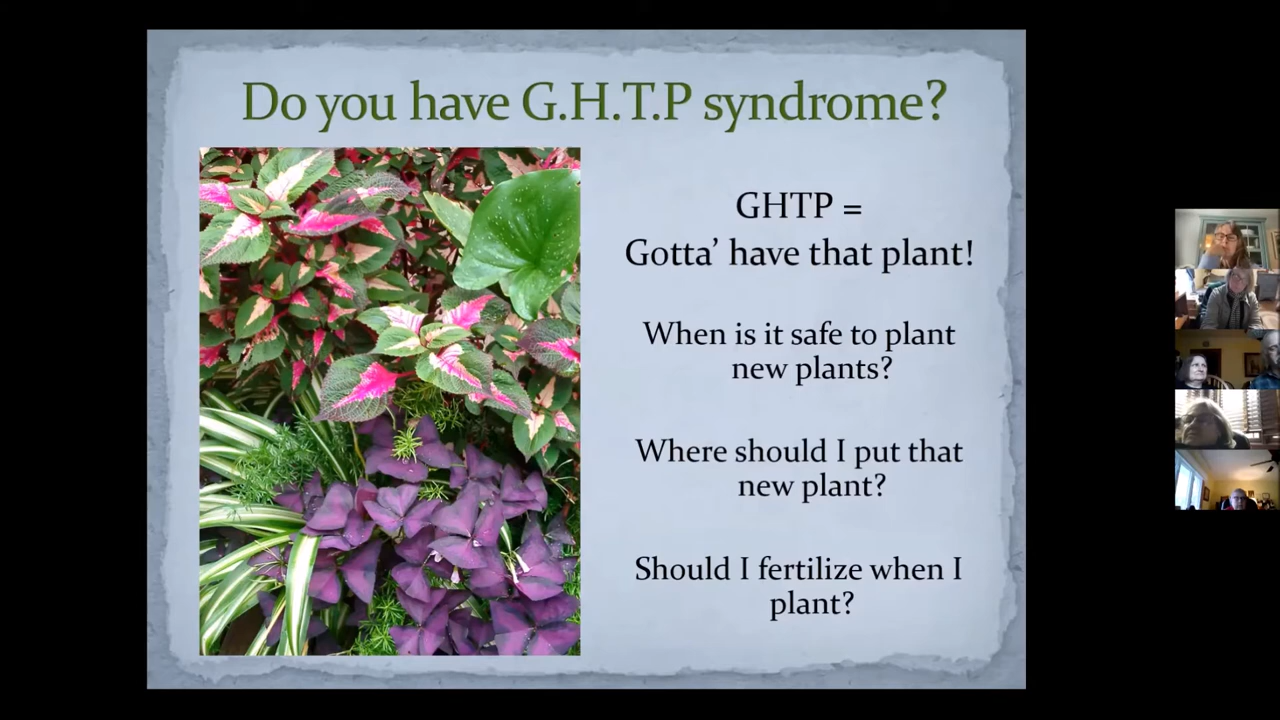 Do you have G.H.T.P syndrome?
GHTP =
Gotta’ have that plant!
When is it safe to plant
new plants?
Where should I put that
new plant?
Should I fertilize when I
plant?